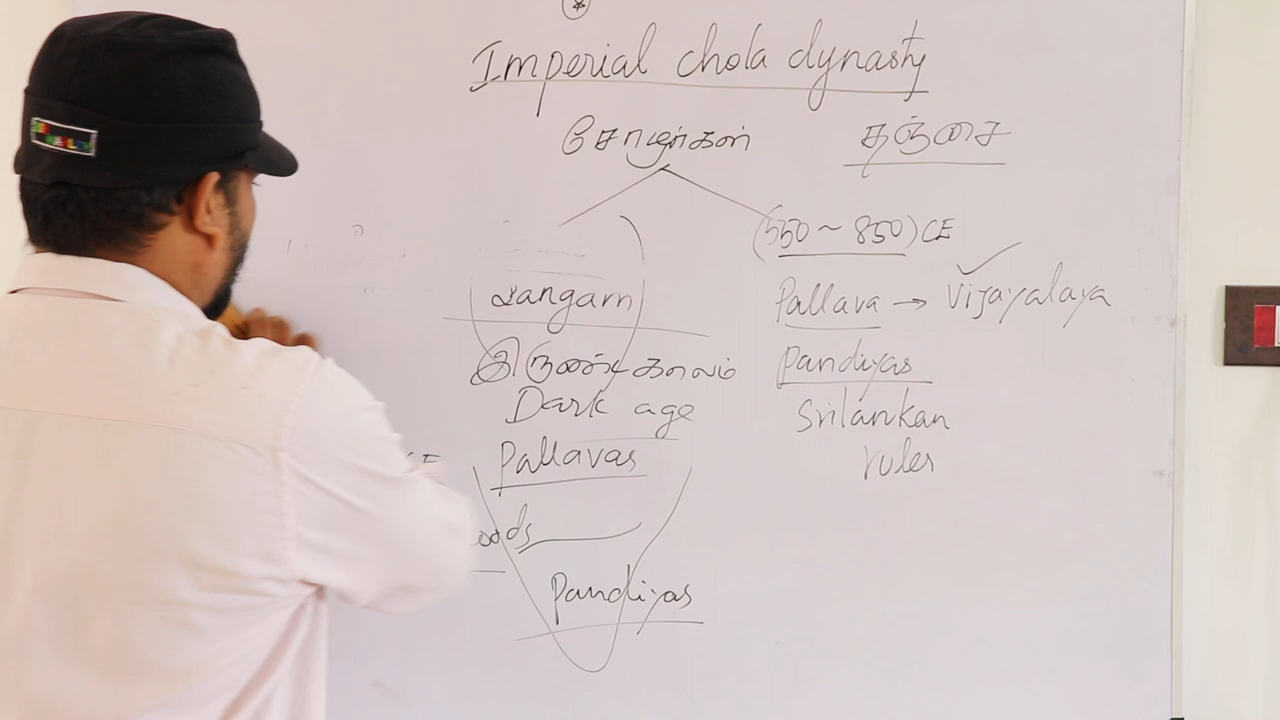 Imperial chola dynasty
சோழர்கள் தஞ்சை
(550 ~ 850) CE
Sangam Pallava → Vijayalaya
இருண்ட காலம் Pandiyas
Dark age Srilankan
Pallavas ruler
Pandiyas